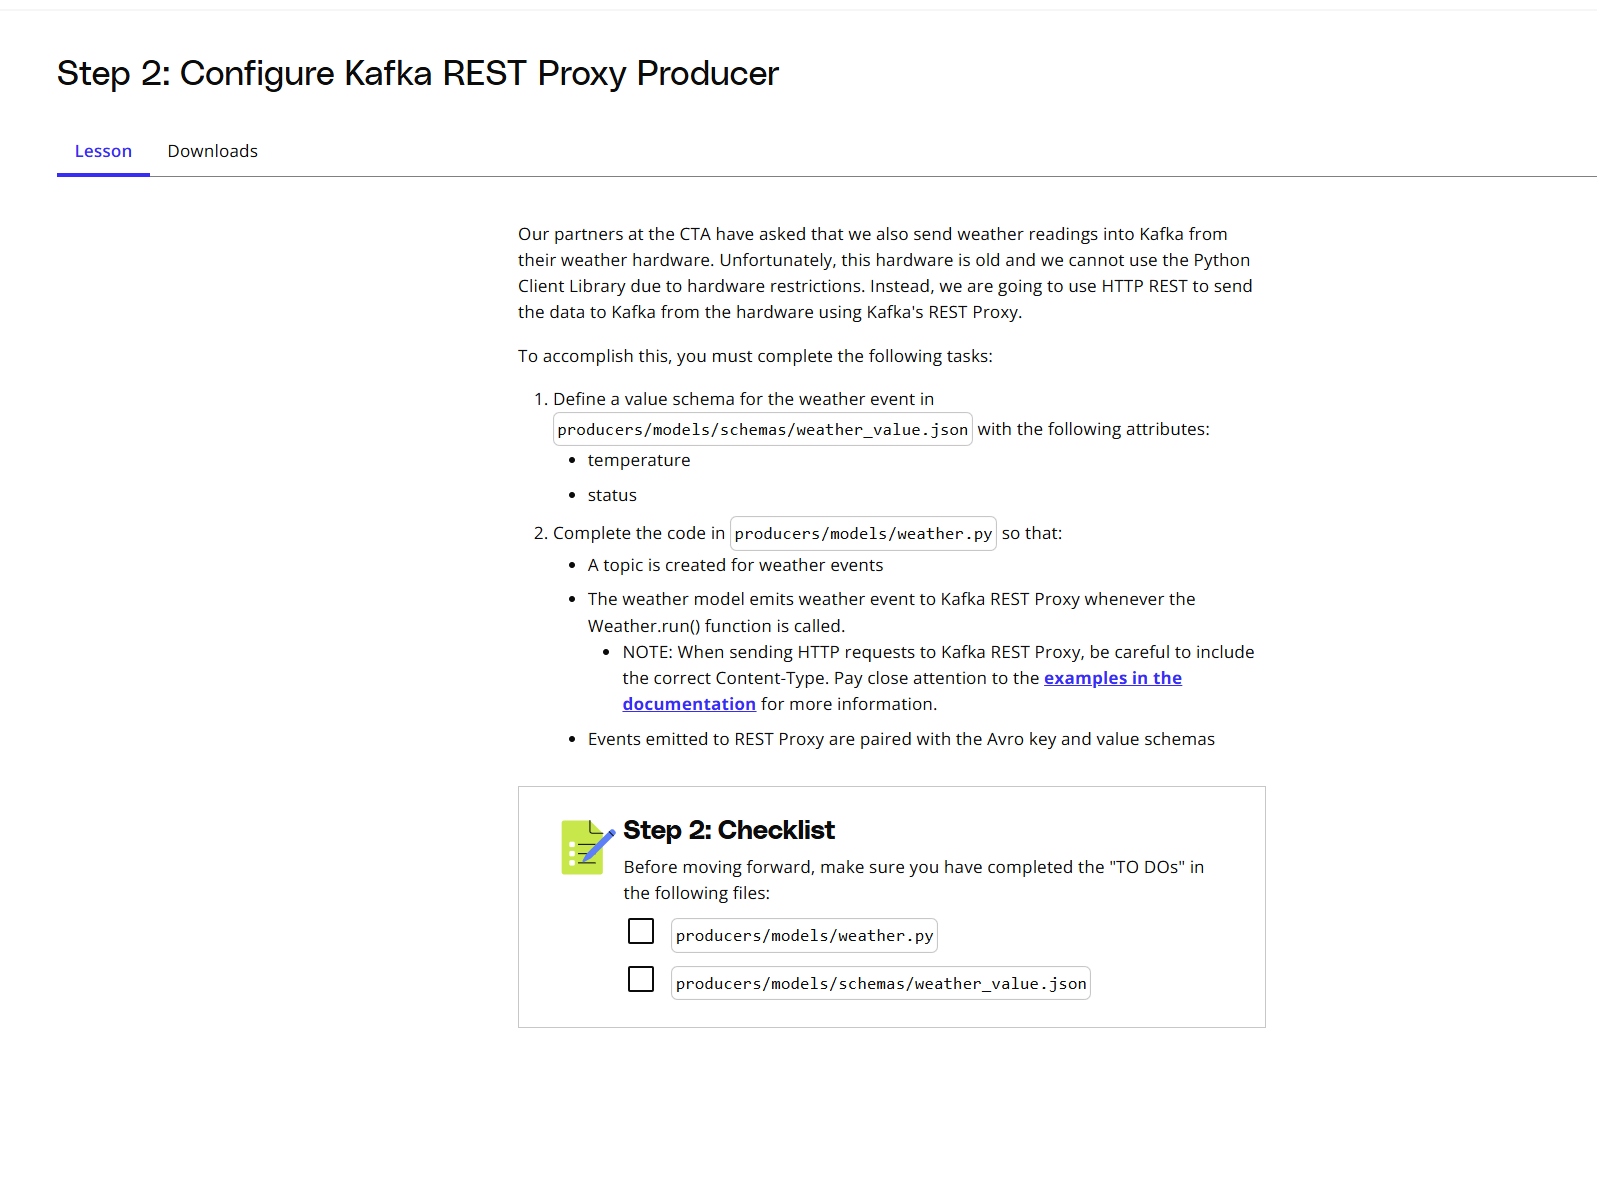 Step 2: Configure Kafka REST Proxy Producer
Lesson
Downloads
Our partners at the CTA have asked that we also send weather readings into Kafka from
their weather hardware. Unfortunately, this hardware is old and we cannot use the Python
Client Library due to hardware restrictions. Instead, we are going to use HTTP REST to send
the data to Kafka from the hardware using Kafka's REST Proxy.
To accomplish this, you must complete the following tasks:
1. Define a value schema for the weather event in
producers/models/schemas/weather_value.json with the following attributes:
• temperature
• status
2. Complete the code in producers/models/weather.py so that:
• A topic is created for weather events
• The weather model emits weather event to Kafka REST Proxy whenever the
Weather.run() function is called.
• NOTE: When sending HTTP requests to Kafka REST Proxy, be careful to include
the correct Content-Type. Pay close attention to the examples in the
documentation for more information.
• Events emitted to REST Proxy are paired with the Avro key and value schemas
Step 2: Checklist
Before moving forward, make sure you have completed the "TO DOs" in
the following files:
producers/models/weather.py
producers/models/schemas/weather_value.json